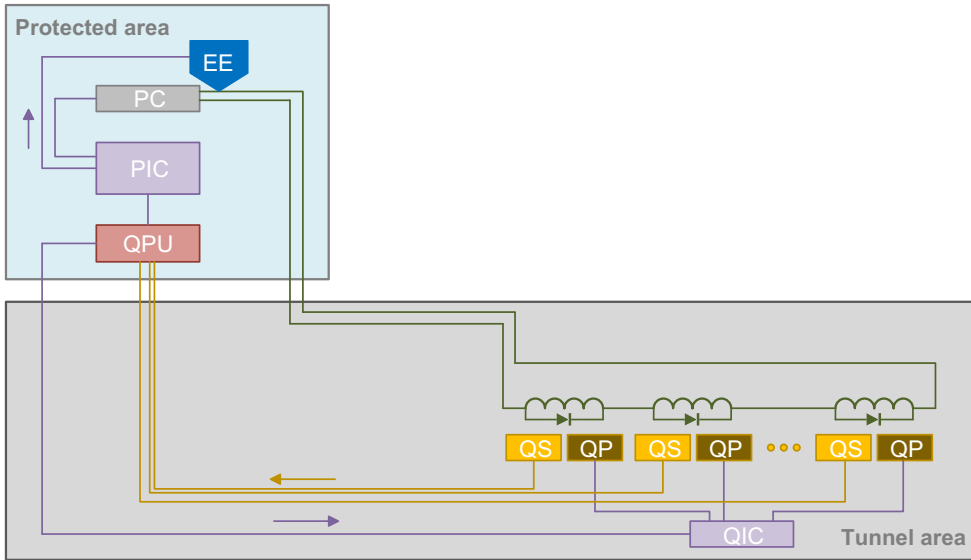 Protected area
EE
PC
PIC
QPU
QS QP QS QP QS QP
QIC
Tunnel area